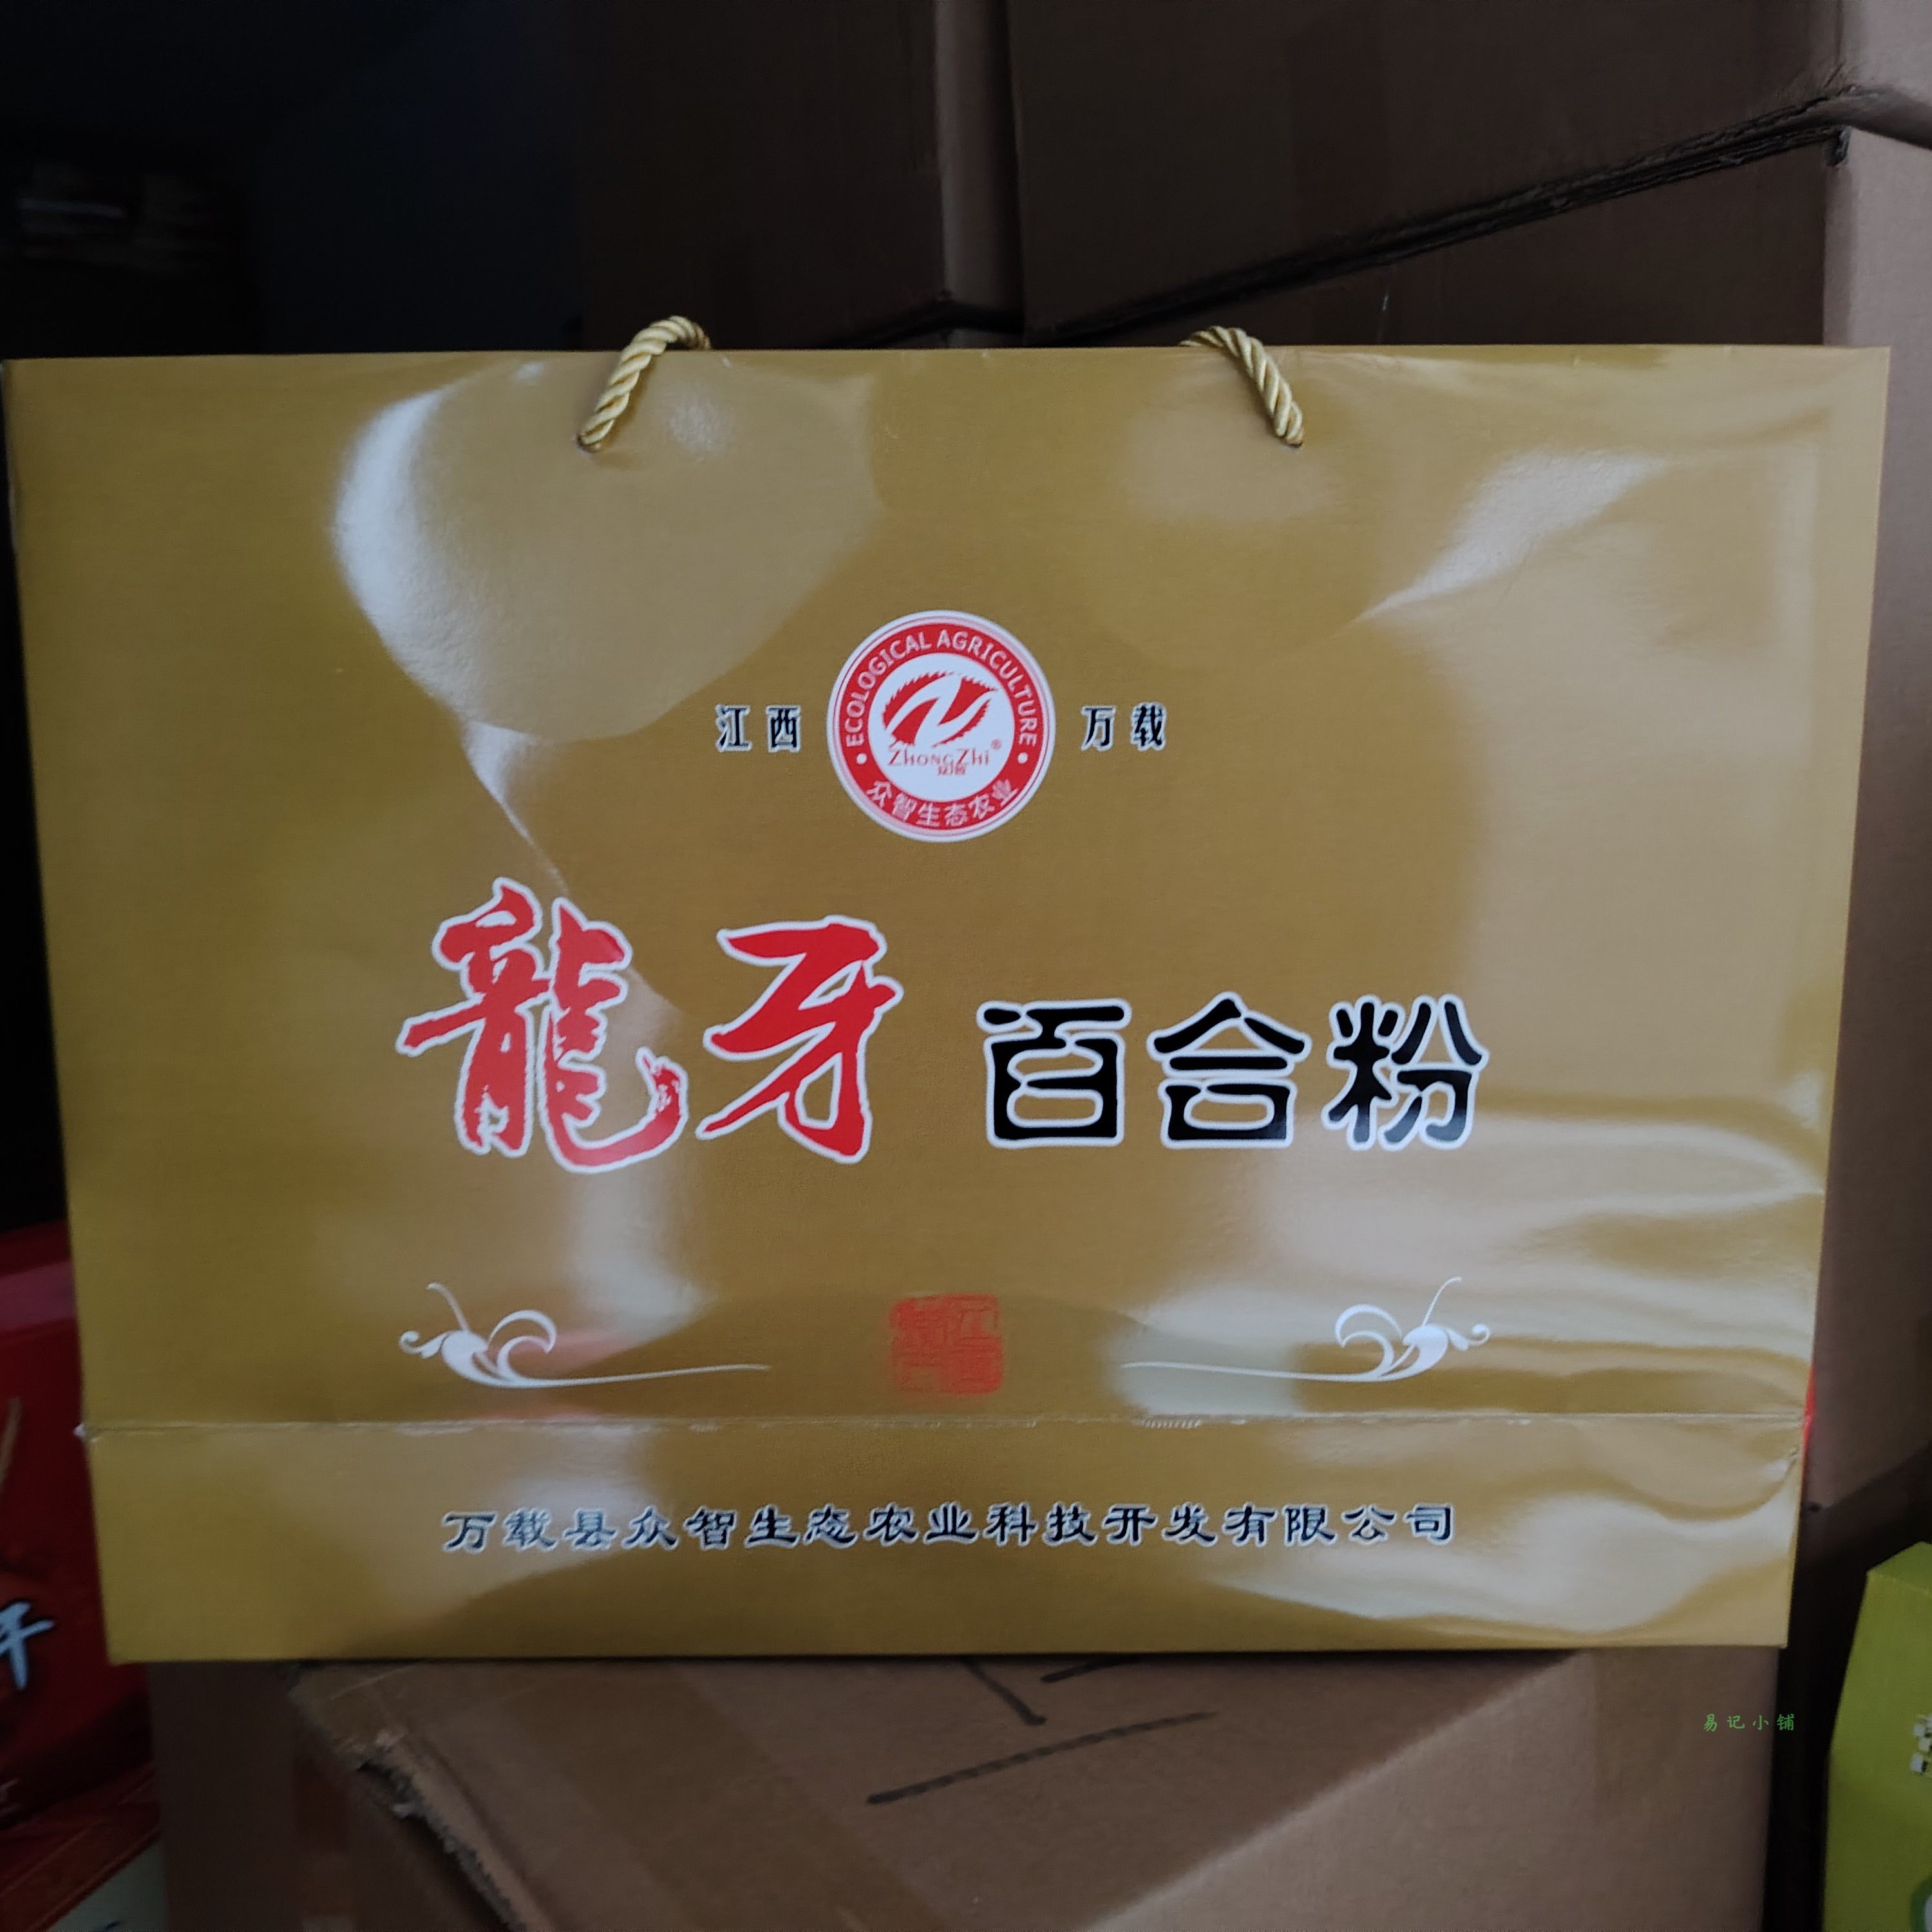 江西
ECOLOGICAL AGRICULTURE
ZHONGZHi®
众智
众智生态农业
万载
龍牙 百合粉
万载县众智生态农业科技开发有限公司
易记小铺